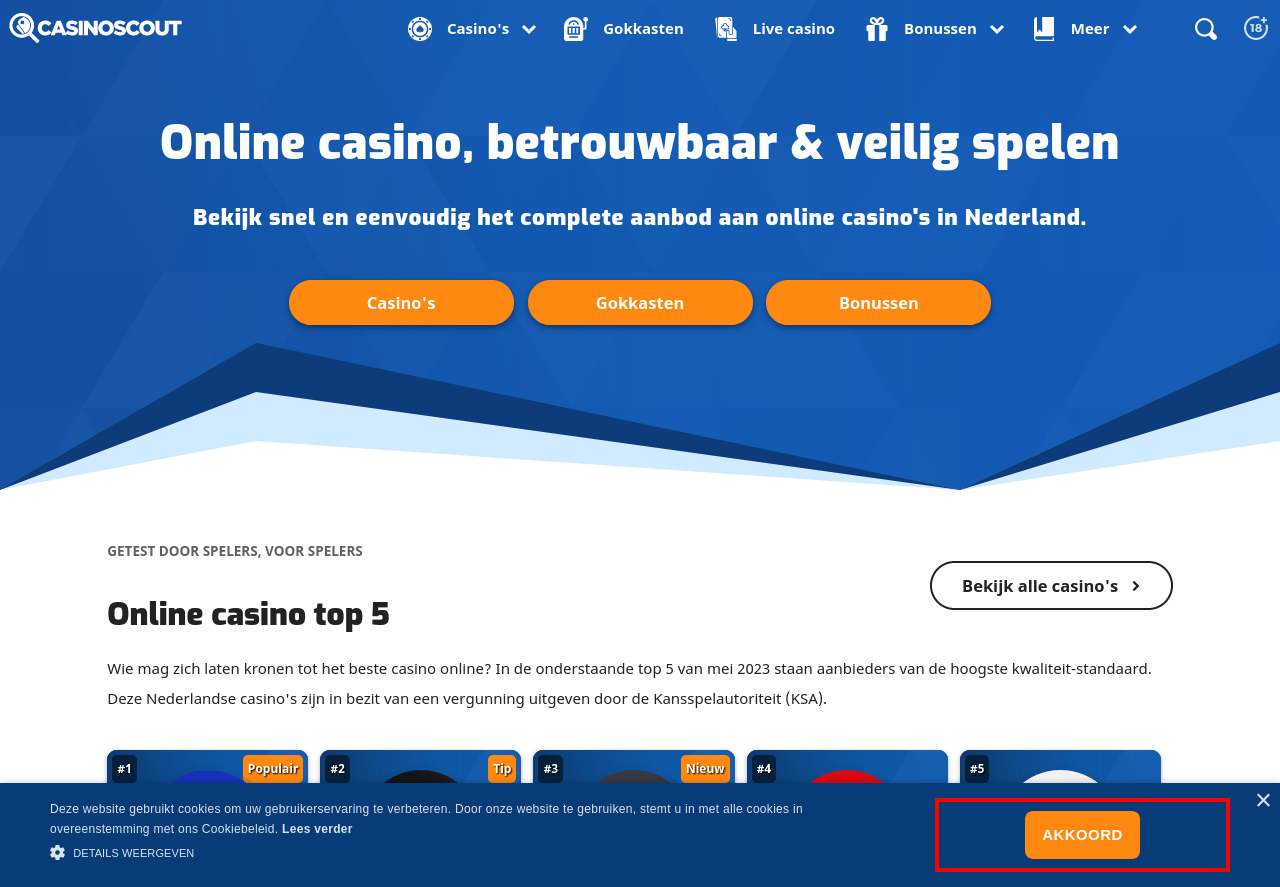 CASINOSCOUT
Casino's
Gokkasten
Live casino
Bonussen
Meer
18+
Online casino, betrouwbaar & veilig spelen
Bekijk snel en eenvoudig het complete aanbod aan online casino's in Nederland.
Casino's
Gokkasten
Bonussen
GETEST DOOR SPELERS, VOOR SPELERS
Bekijk alle casino's
Online casino top 5
Wie mag zich laten kronen tot het beste casino online? In de onderstaande top 5 van mei 2023 staan aanbieders van de hoogste kwaliteit-standaard.
Deze Nederlandse casino's zijn in bezit van een vergunning uitgeven door de Kansspelautoriteit (KSA).
#1
Populair
#2
Tip
#3
Nieuw
#4
#5
Deze website gebruikt cookies om uw gebruikerservaring te verbeteren. Door onze website te gebruiken, stemt u in met alle cookies in
overeenstemming met ons Cookiebeleid. Lees verder
DETAILS WEERGEVEN
AKKOORD
×